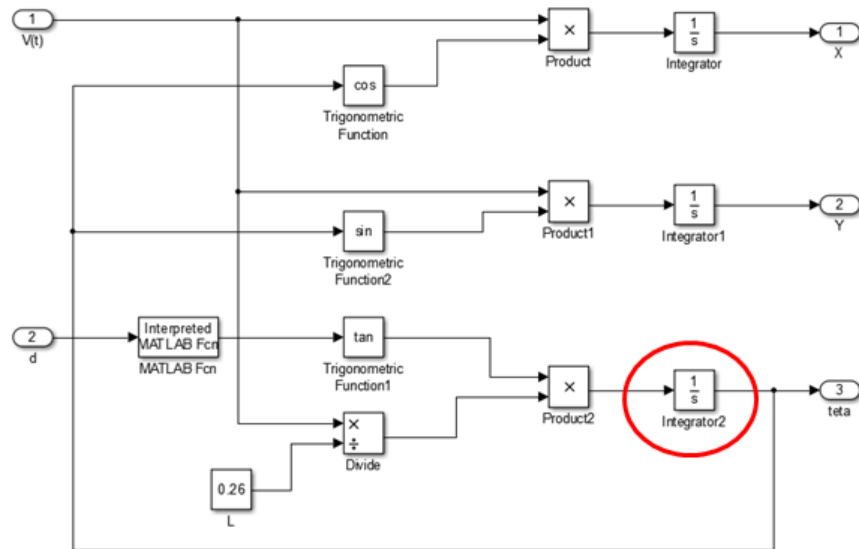 1
V(t)
×
Product
1
s
Integrator
1
X
cos
Trigonometric
Function
×
Product1
1
s
Integrator1
2
Y
sin
Trigonometric
Function2
2
d
Interpreted
MATLAB Fcn
MATLAB Fcn
tan
Trigonometric
Function1
×
Product2
1
s
Integrator2
3
teta
×
÷
Divide
0.26
L